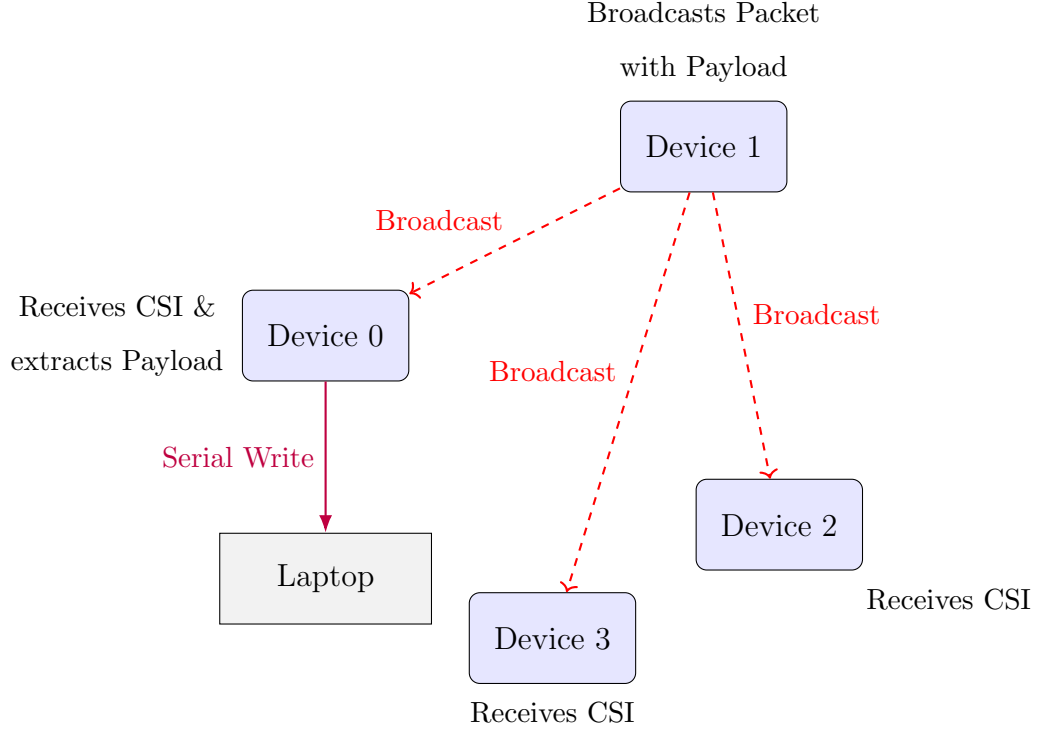 Broadcasts Packet
with Payload
Device 1
Broadcast
Receives CSI &
extracts Payload
Device 0
Broadcast
Broadcast
Serial Write
Device 2
Laptop
Receives CSI
Device 3
Receives CSI